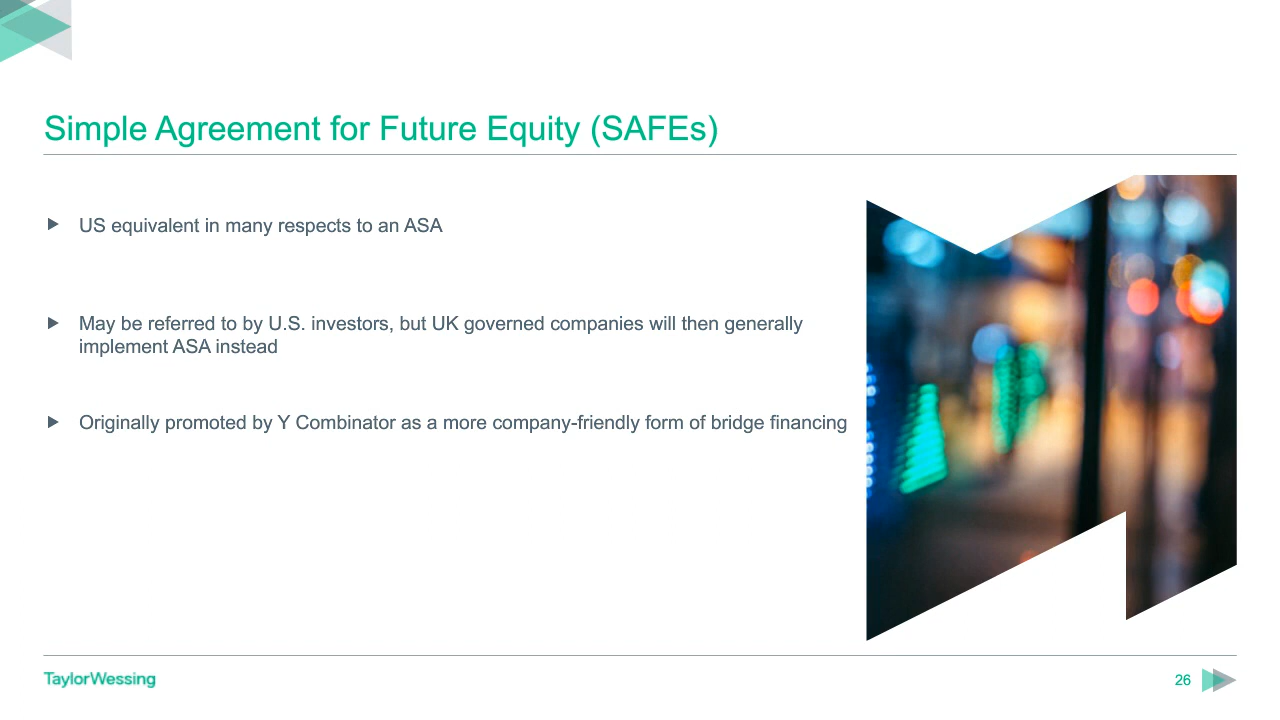 Simple Agreement for Future Equity (SAFEs)
US equivalent in many respects to an ASA
May be referred to by U.S. investors, but UK governed companies will then generally
implement ASA instead
Originally promoted by Y Combinator as a more company-friendly form of bridge financing
TaylorWessing
26